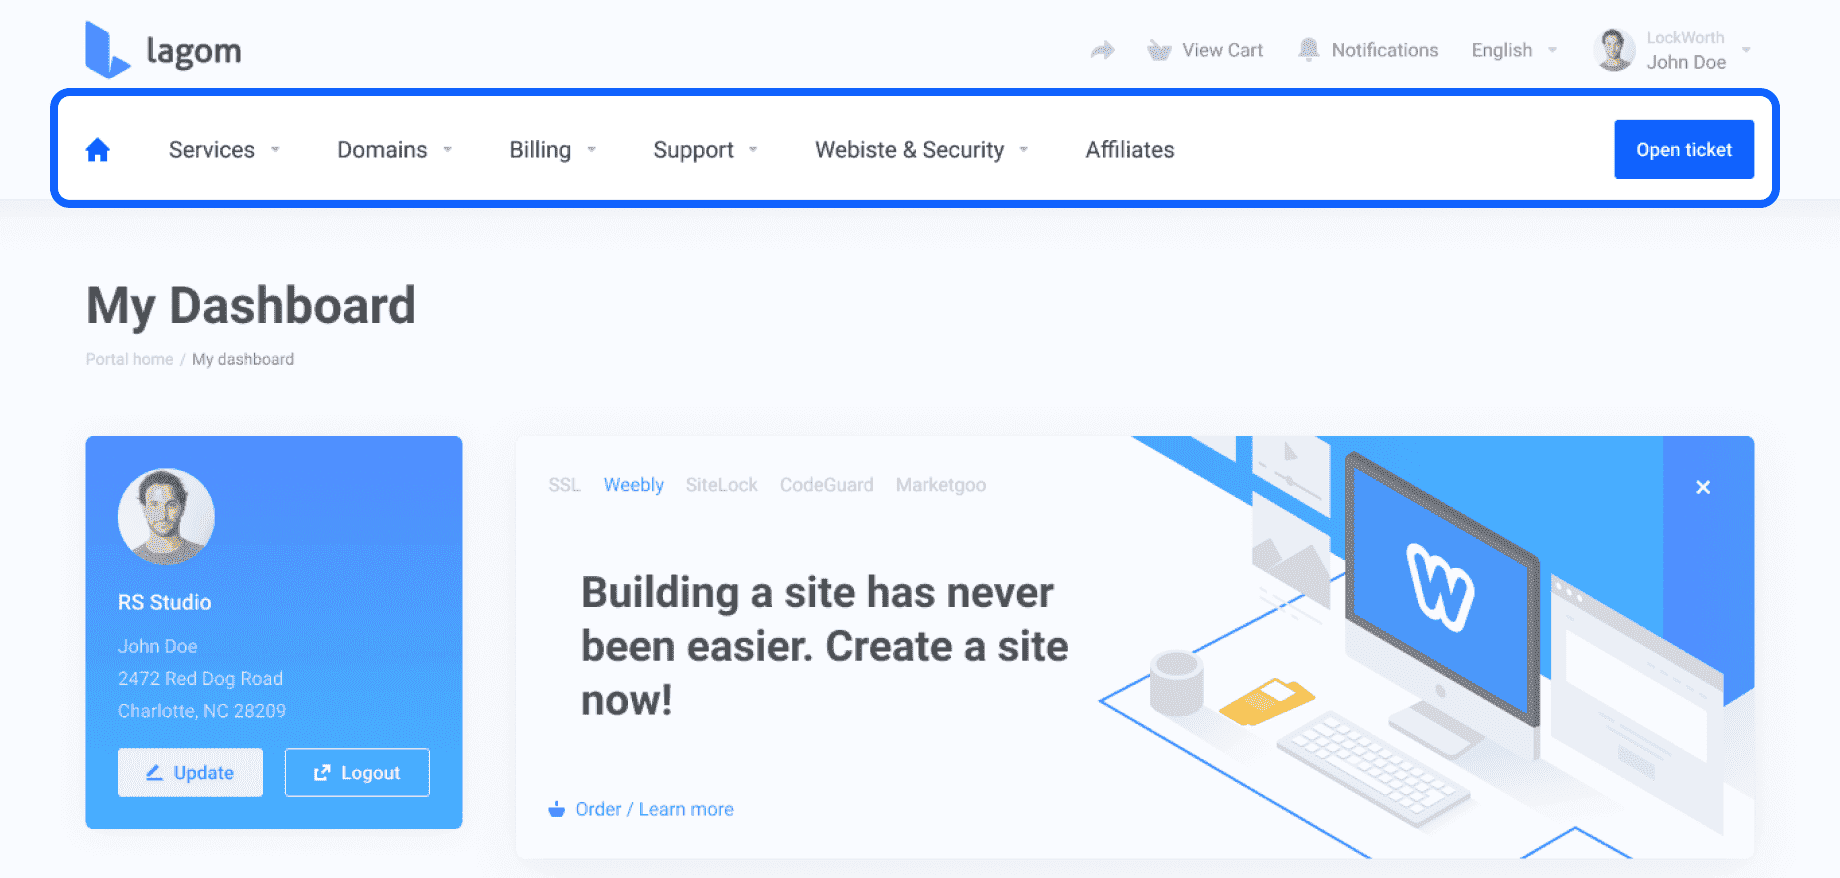 lagom
View Cart
Notifications
English
LockWorth
John Doe
Services
Domains
Billing
Support
Webiste & Security
Affiliates
Open ticket
My Dashboard
Portal home / My dashboard
RS Studio
John Doe
2472 Red Dog Road
Charlotte, NC 28209
Update
Logout
SSL
Weebly
SiteLock
CodeGuard
Marketgoo
Building a site has never
been easier. Create a site
now!
Order / Learn more
W